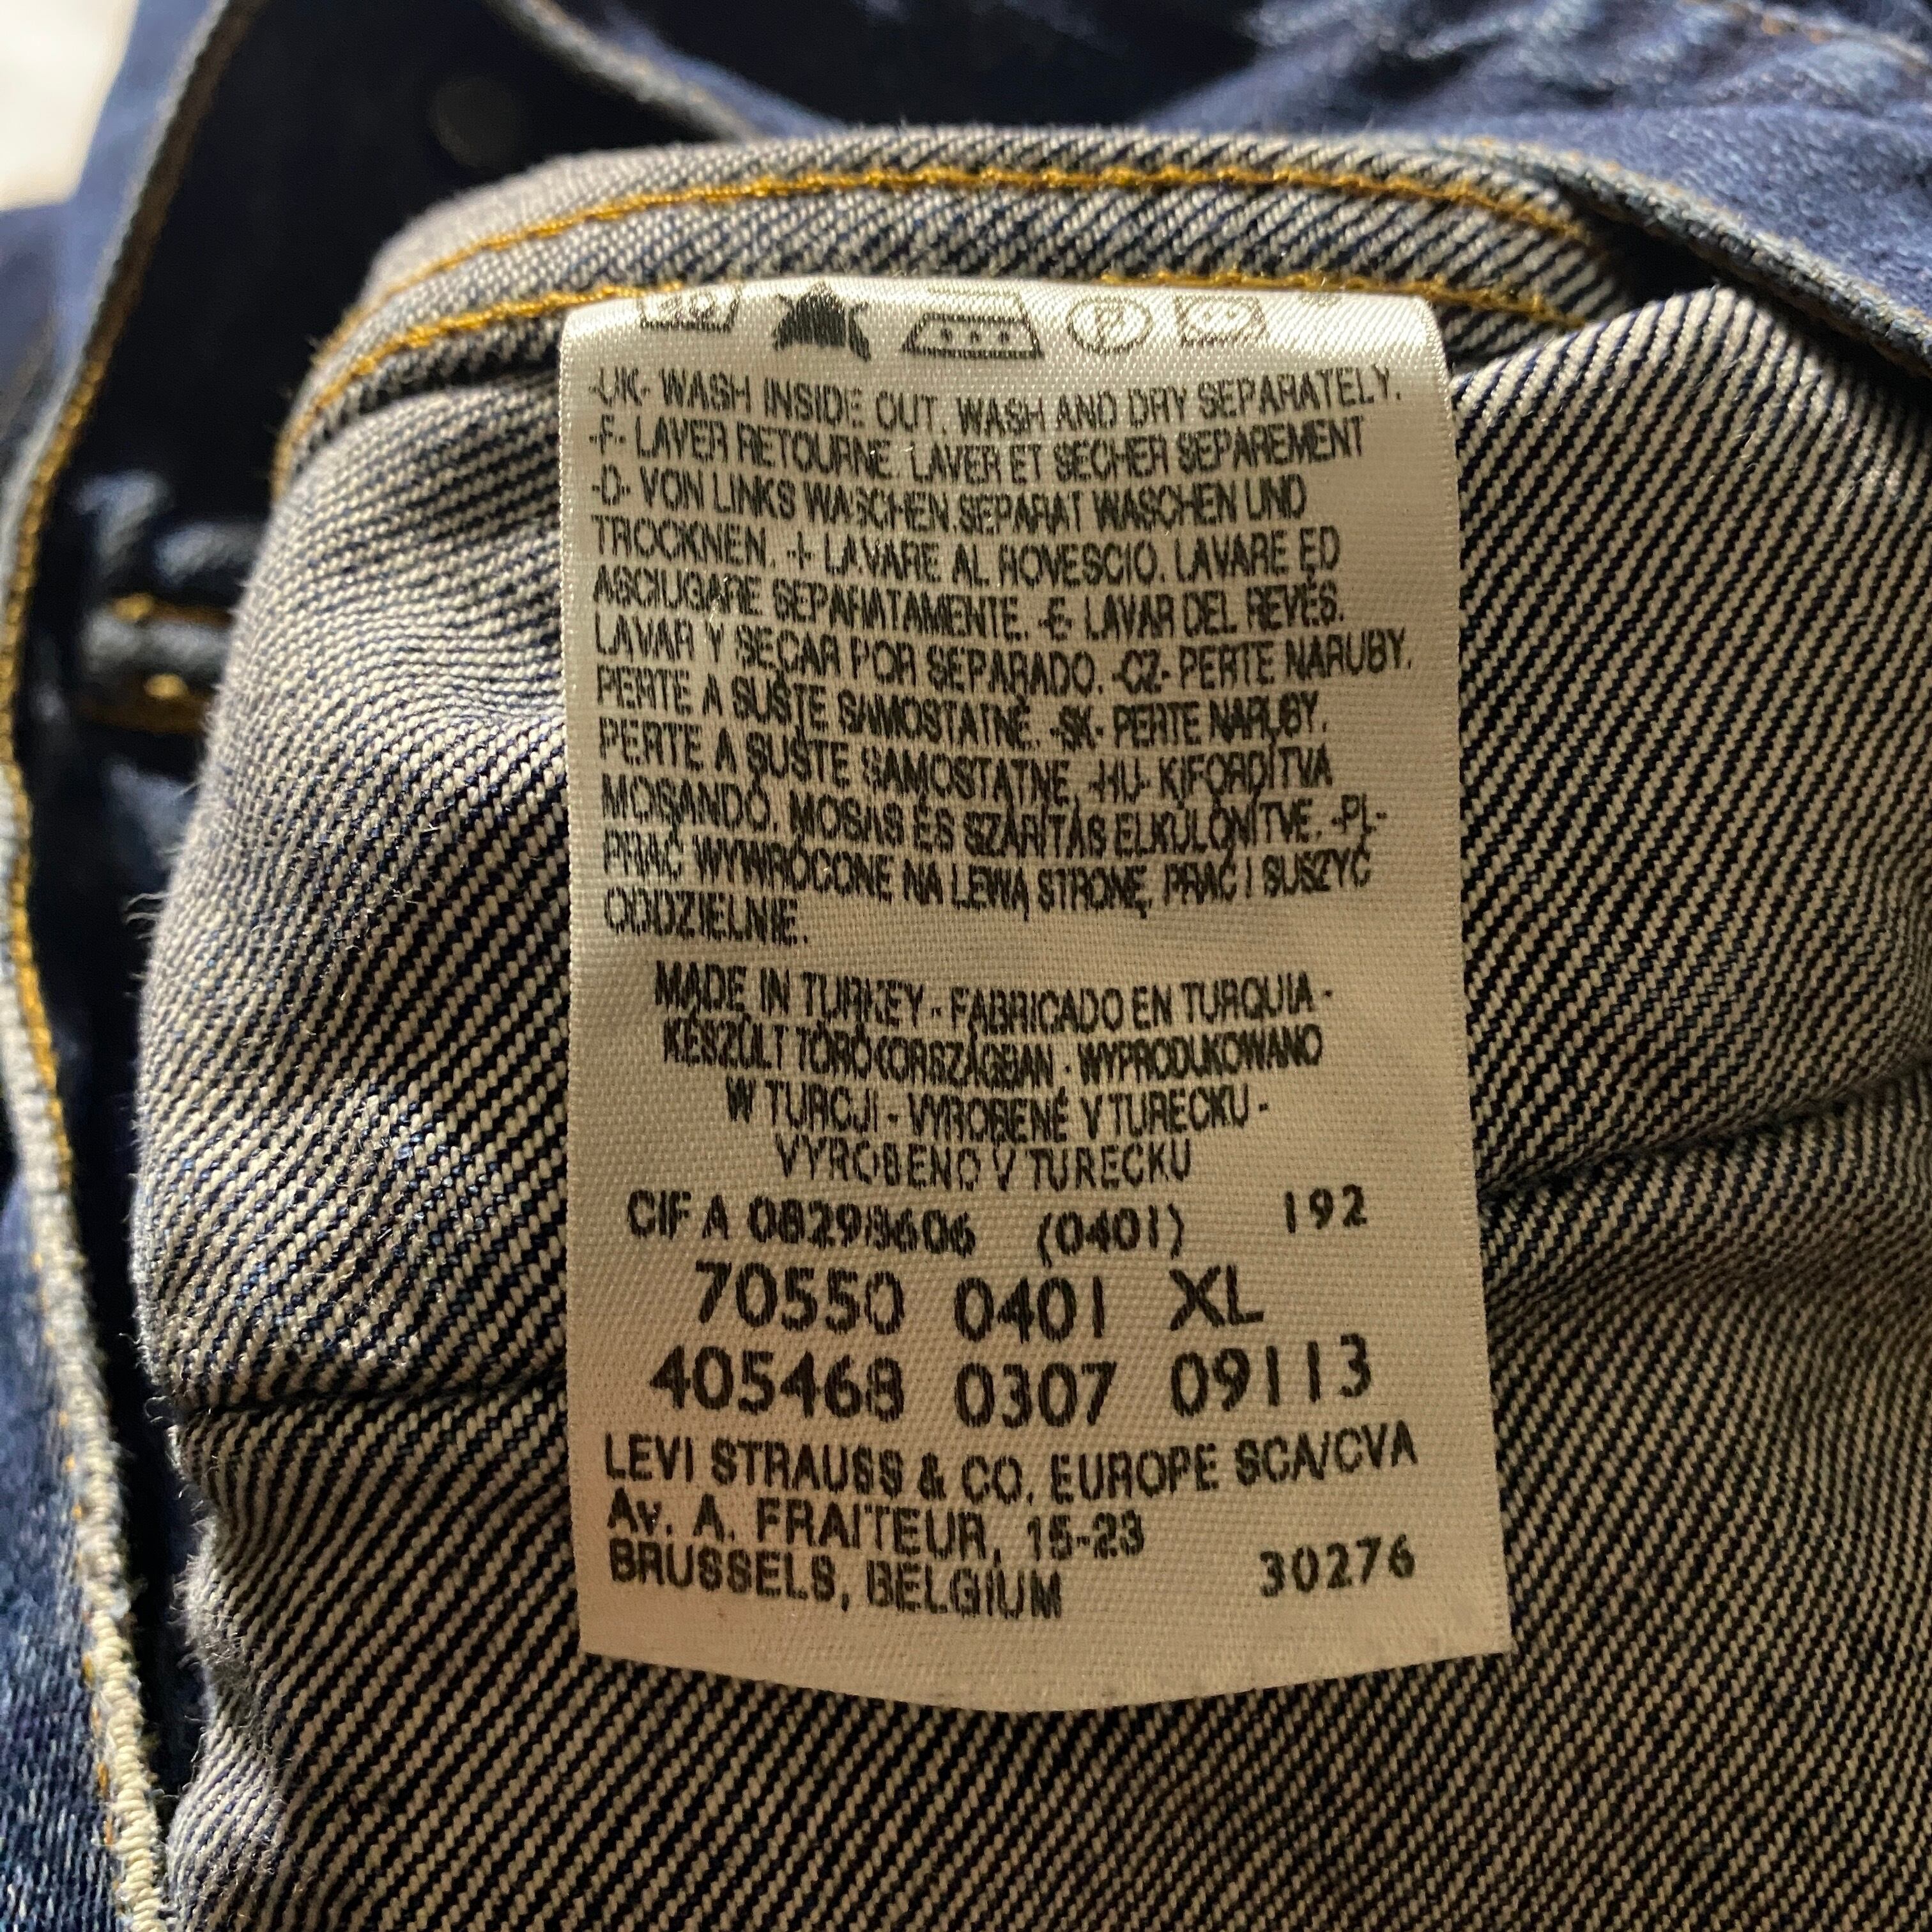 -UK- WASH INSIDE OUT. WASH AND DRY SEPARATELY.
-F- LAVER RETOURNE. LAVER ET SECHER SEPAREMENT
-D- VON LINKS WASCHEN.SEPARAT WASCHEN UND
TROCKNEN. -I- LAVARE AL ROVESCIO. LAVARE ED
ASCIUGARE SEPARATAMENTE. -E- LAVAR DEL REVÉS.
LAVAR Y SECAR POR SEPARADO. -CZ- PERTE NARUBY.
PERTE A SUŠTE SAMOSTATNĚ. -SK- PERTE NARUBY.
PERTE A SUŠTE SAMOSTATNE. -HU- KIFORDÍTVA
MOSANDÓ. MOSÁS ÉS SZÁRÍTÁS ELKÜLÖNÍTVE. -PL-
PRAĆ WYWRÓCONE NA LEWĄ STRONĘ. PRAĆ I SUSZYĆ
ODDZIELNIE.
MADE IN TURKEY - FABRICADO EN TURQUIA -
KÉSZÜLT TÖRÖKORSZÁGBAN - WYPRODUKOWANO
W TURCJI - VYROBENÉ V TURECKU -
VYROBENO V TURECKU
CIF A 08298606 (0401) 192
70550 0401 XL
405468 0307 09113
LEVI STRAUSS & CO. EUROPE SCA/CVA
Av. A. FRAITEUR, 15-23
BRUSSELS, BELGIUM 30276